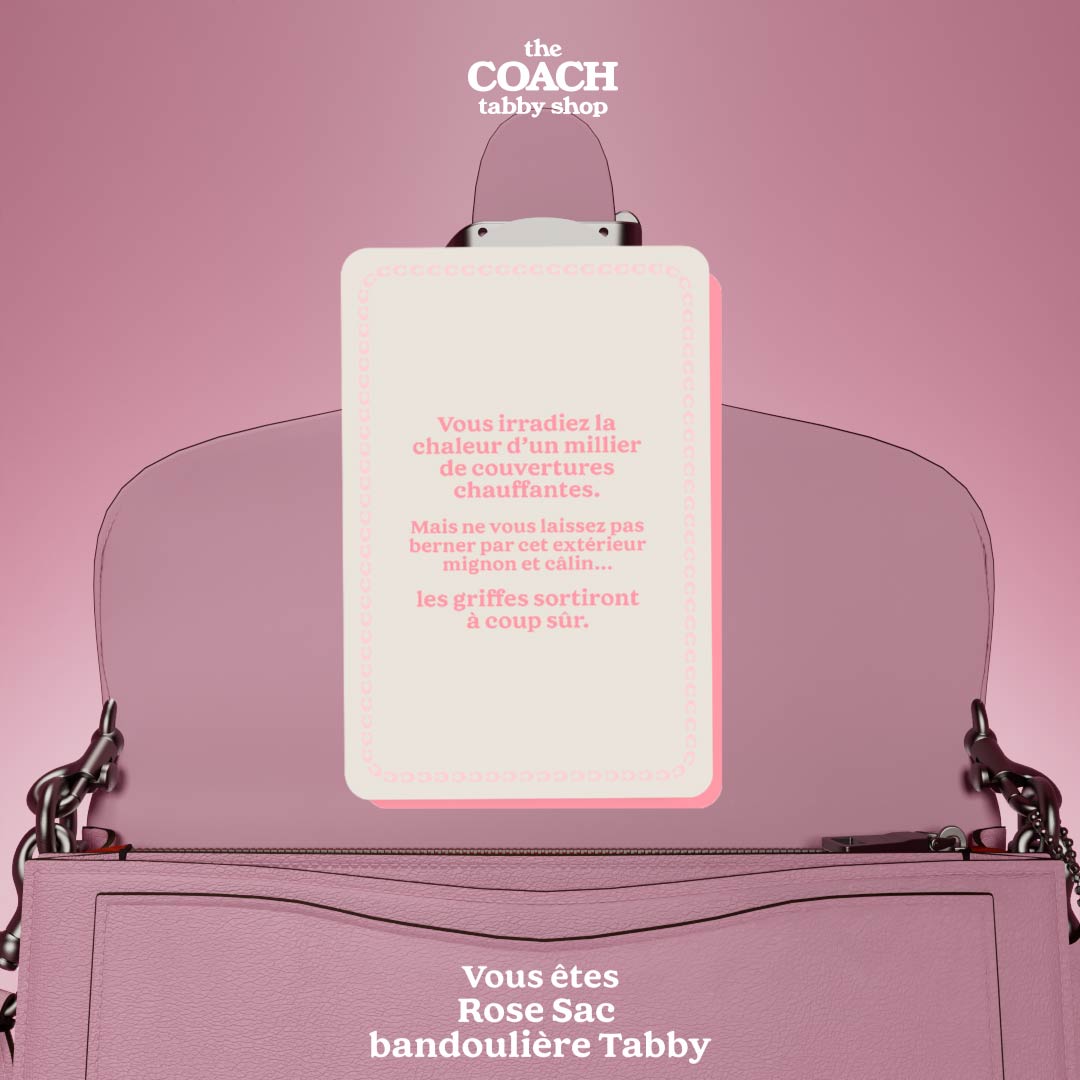 the
COACH
tabby shop
Vous irradiez la
chaleur d’un millier
de couvertures
chauffantes.
Mais ne vous laissez pas
berner par cet extérieur
mignon et câlin...
les griffes sortiront
à coup sûr.
Vous êtes
Rose Sac
bandoulière Tabby